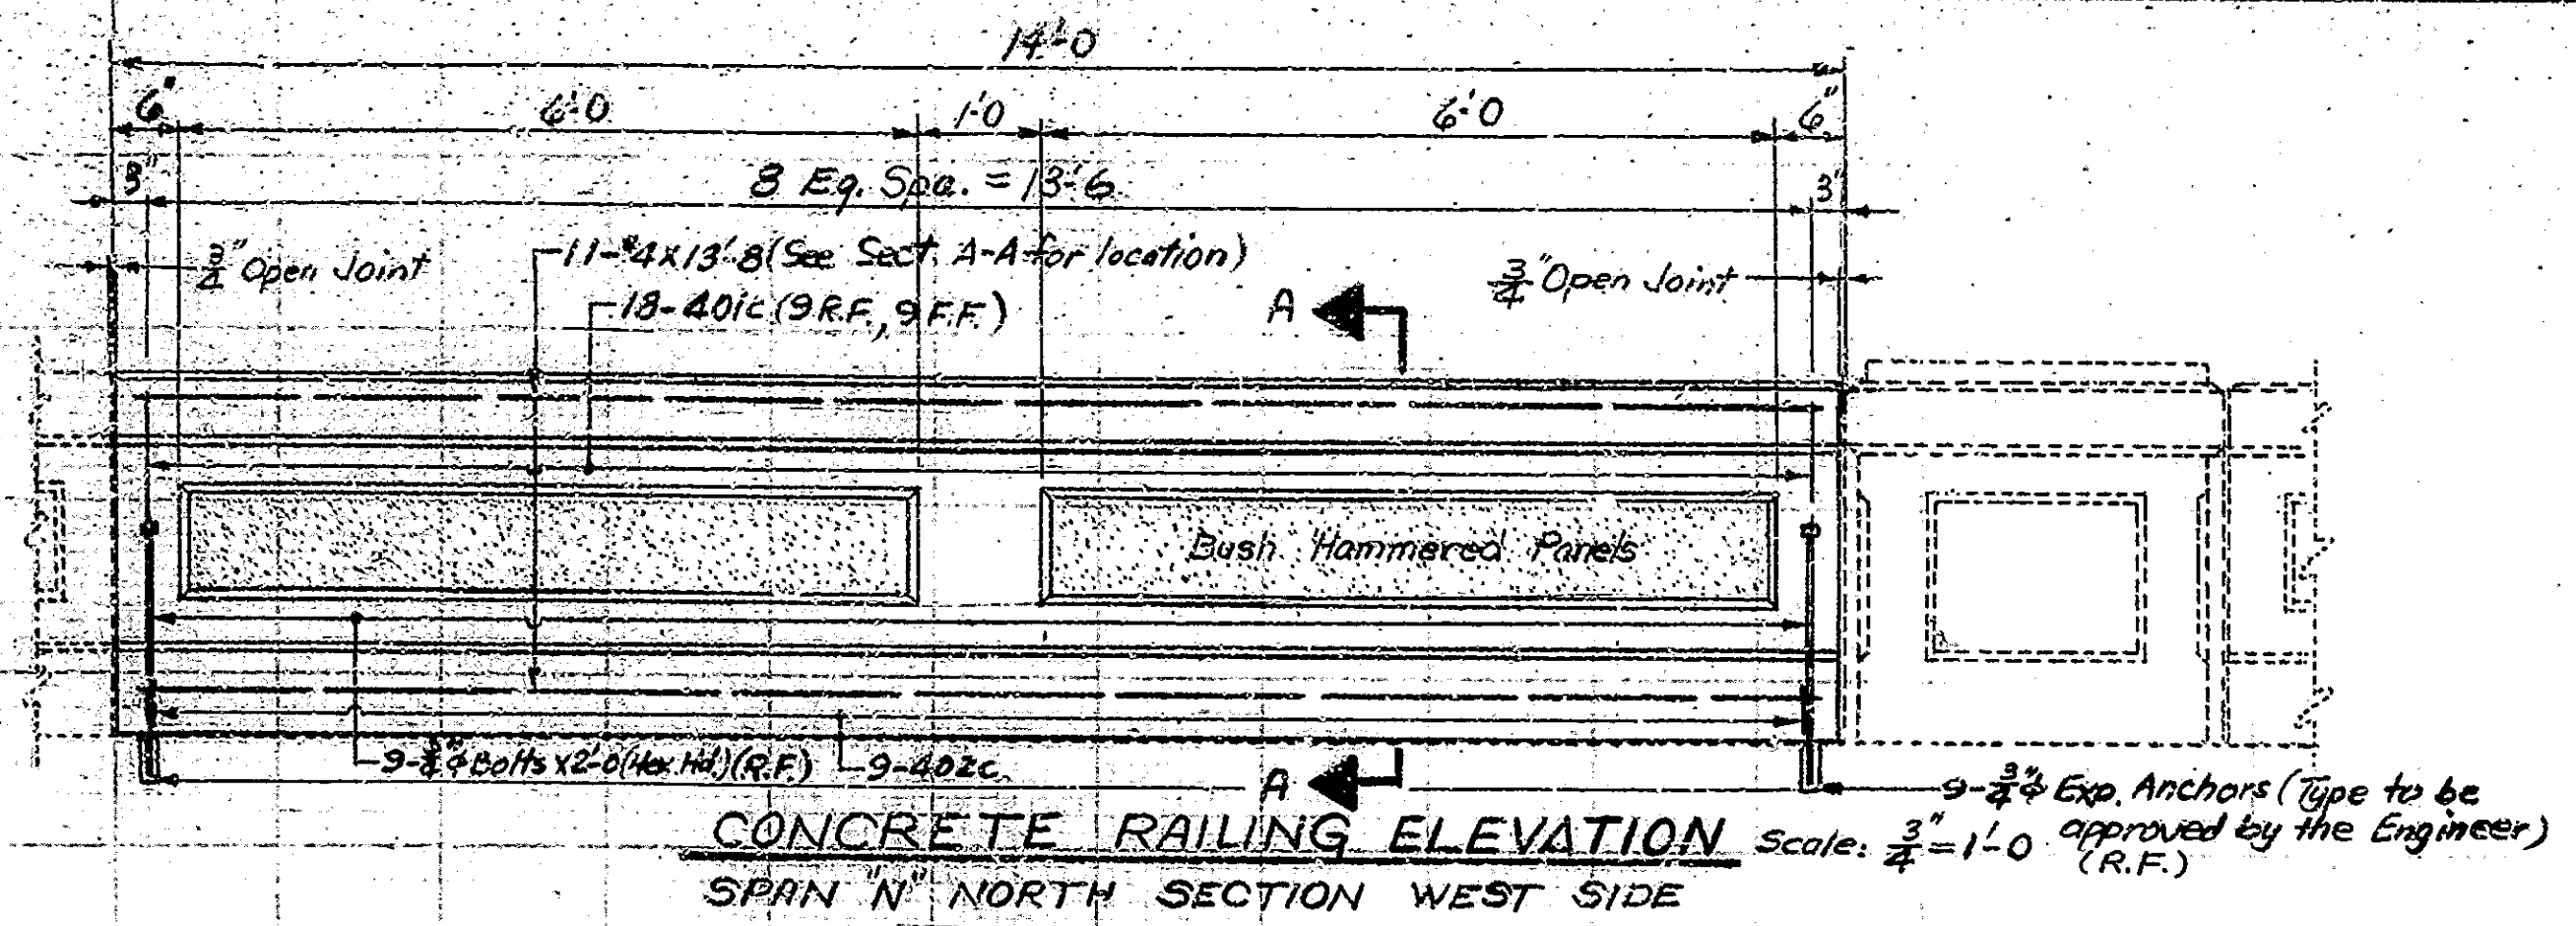 14'-0
6" 6'-0 1'-0 6'-0 6"
3" 8 Eq. Spa. = 13'-6 3"
3/4" Open Joint
11-#4x13'-8 (See Sect. A-A for location)
3/4" Open Joint
18-401c (9 R.F., 9 F.F.)
A
Bush Hammered Panels
9-3/4"φ Bolts x 2'-0 (Hex. Hd.) (R.F.)
9-402c
A
9-3/4"φ Exp. Anchors (Type to be
approved by the Engineer)
(R.F.)
CONCRETE RAILING ELEVATION Scale: 3/4"=1'-0
SPAN "N" NORTH SECTION WEST SIDE